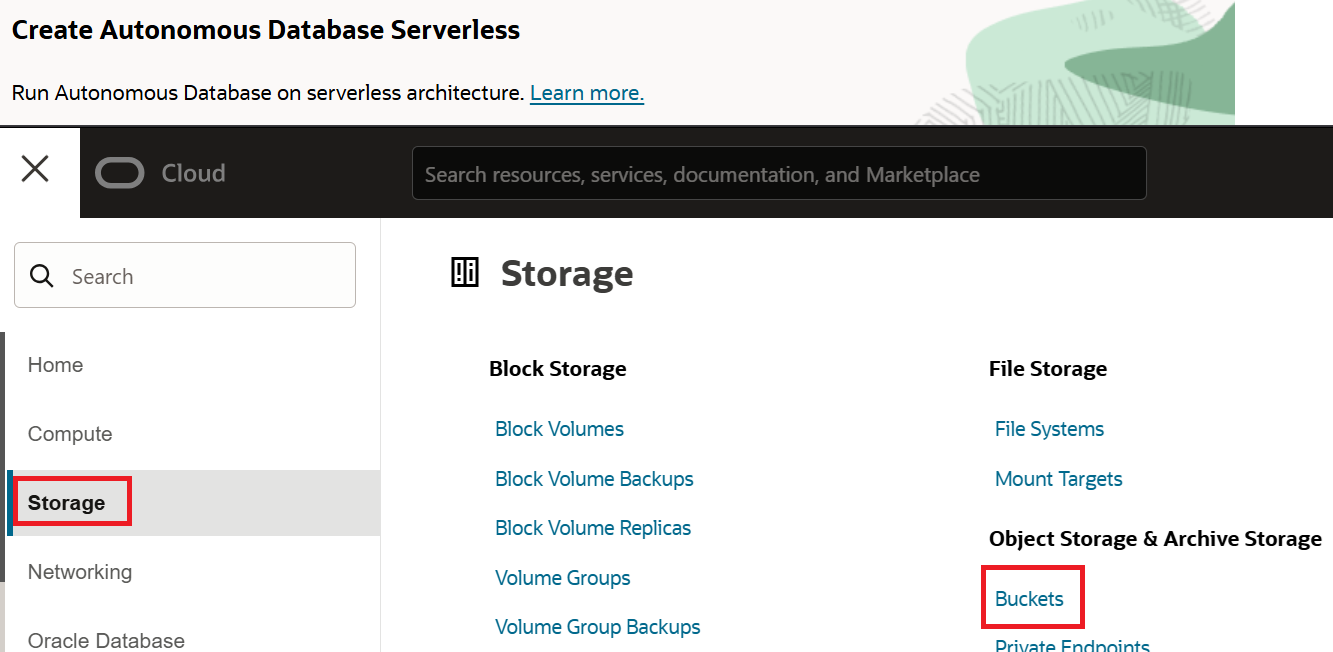 Create Autonomous Database Serverless
Run Autonomous Database on serverless architecture. Learn more.
Cloud
Search resources, services, documentation, and Marketplace
Search
Home
Compute
Storage
Networking
Oracle Database
Storage
Block Storage
Block Volumes
Block Volume Backups
Block Volume Replicas
Volume Groups
Volume Group Backups
File Storage
File Systems
Mount Targets
Object Storage & Archive Storage
Buckets
Private Endpoints